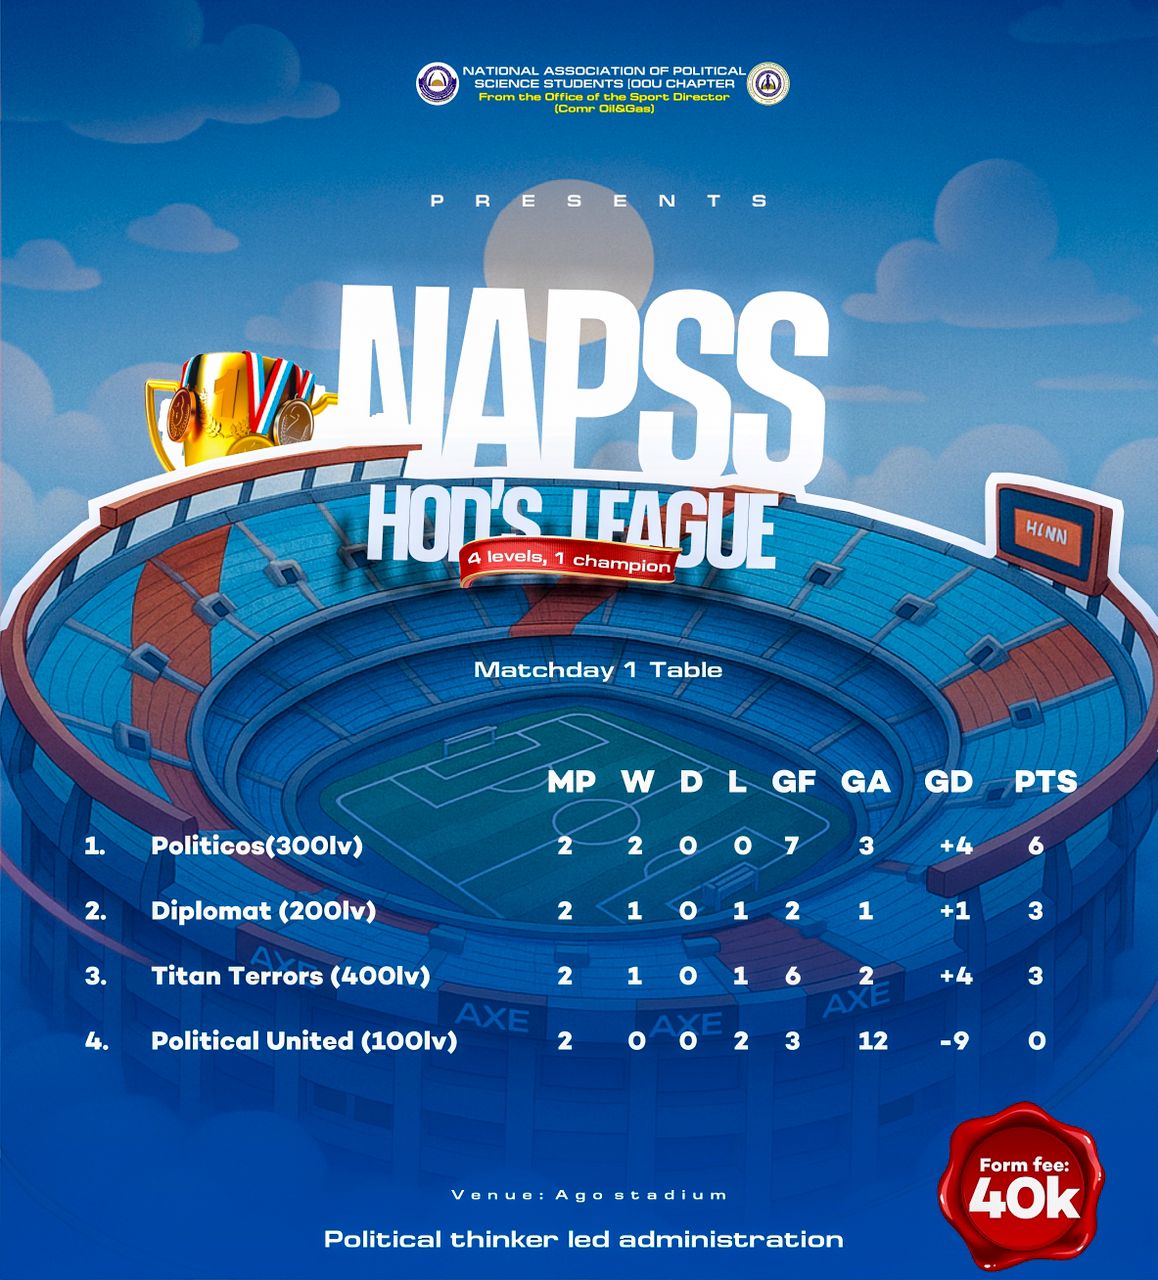 NATIONAL ASSOCIATION OF POLITICAL
SCIENCE STUDENTS [OOU CHAPTER
From the Office of the Sport Director
(Comr Oil&Gas)
PRESENTS
NAPSS
HOD'S LEAGUE
4 levels, 1 champion
Matchday 1 Table
MP W D L GF GA GD PTS
1. Politicos(300lv) 2 2 0 0 7 3 +4 6
2. Diplomat (200lv) 2 1 0 1 2 1 +1 3
3. Titan Terrors (400lv) 2 1 0 1 6 2 +4 3
4. Political United (100lv) 2 0 0 2 3 12 -9 0
AXE AXE AXE AXE
Form fee:
40k
Venue: Ago stadium
Political thinker led administration